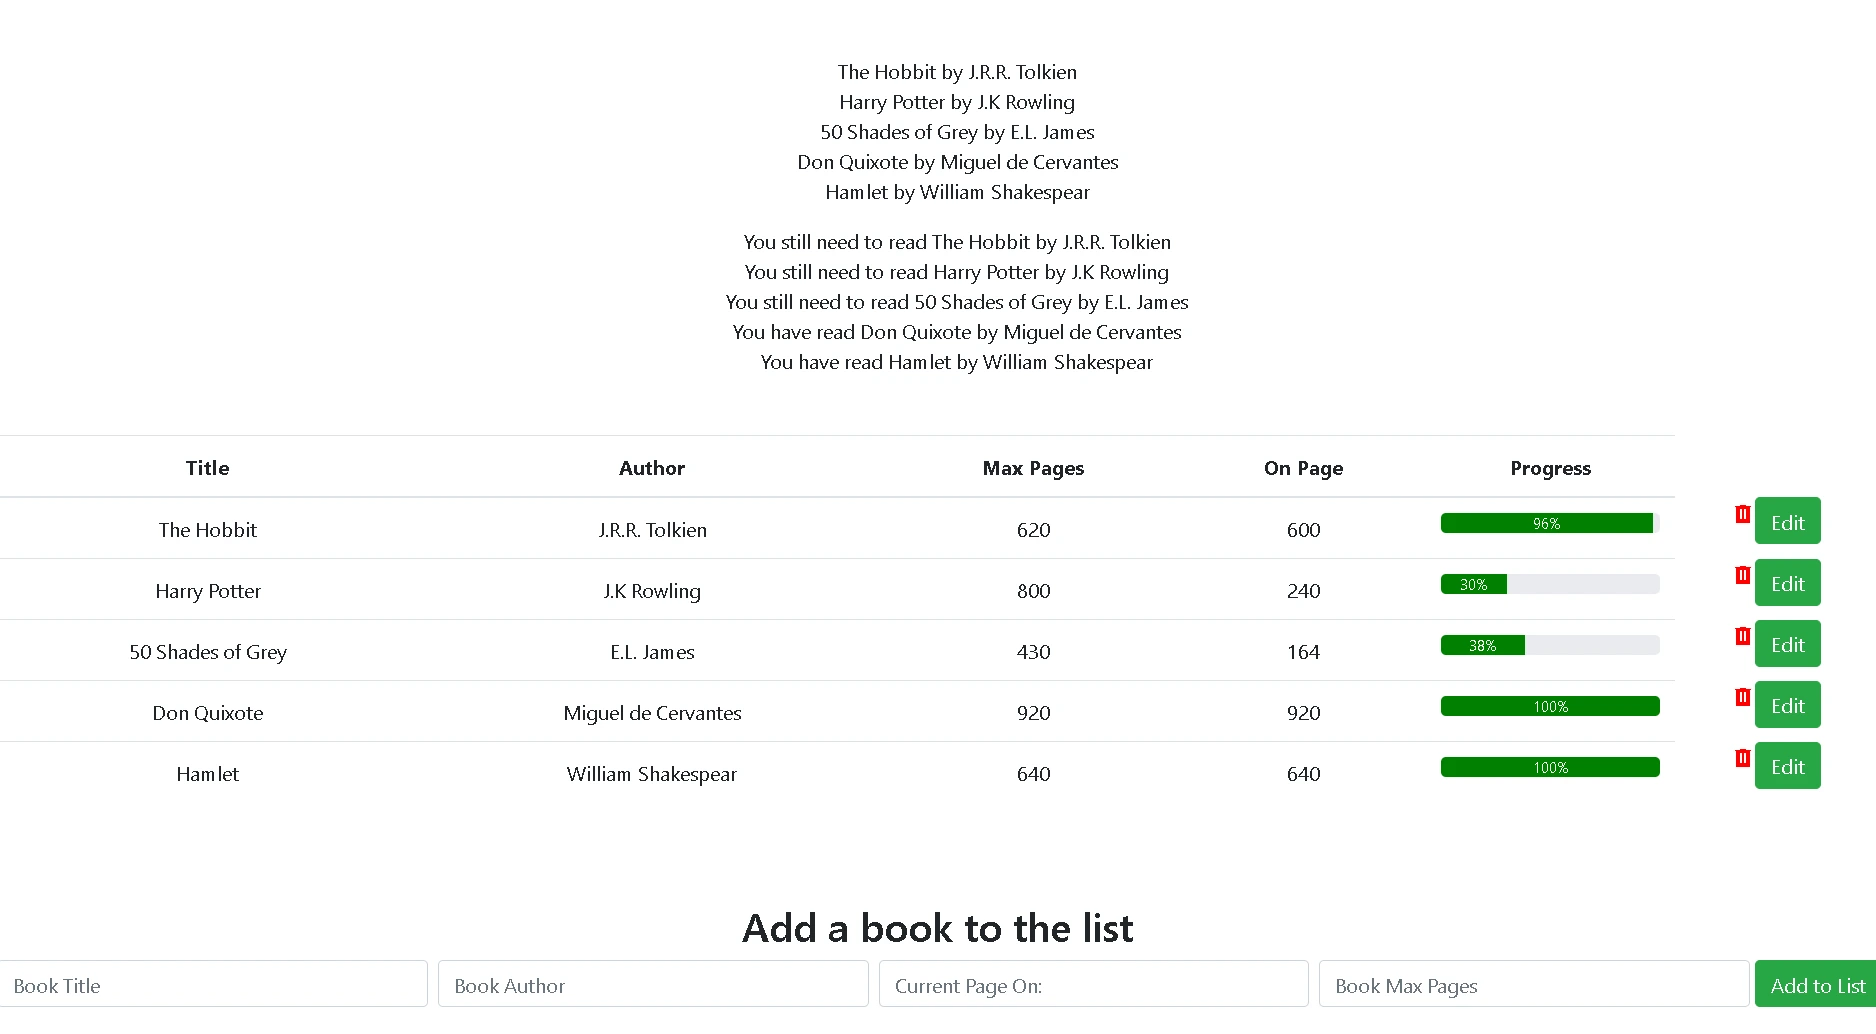 The Hobbit by J.R.R. Tolkien
Harry Potter by J.K Rowling
50 Shades of Grey by E.L. James
Don Quixote by Miguel de Cervantes
Hamlet by William Shakespear
You still need to read The Hobbit by J.R.R. Tolkien
You still need to read Harry Potter by J.K Rowling
You still need to read 50 Shades of Grey by E.L. James
You have read Don Quixote by Miguel de Cervantes
You have read Hamlet by William Shakespear
Title Author Max Pages On Page Progress
The Hobbit J.R.R. Tolkien 620 600 96% Edit
Harry Potter J.K Rowling 800 240 30% Edit
50 Shades of Grey E.L. James 430 164 38% Edit
Don Quixote Miguel de Cervantes 920 920 100% Edit
Hamlet William Shakespear 640 640 100% Edit
Add a book to the list
Book Title Book Author Current Page On: Book Max Pages Add to List